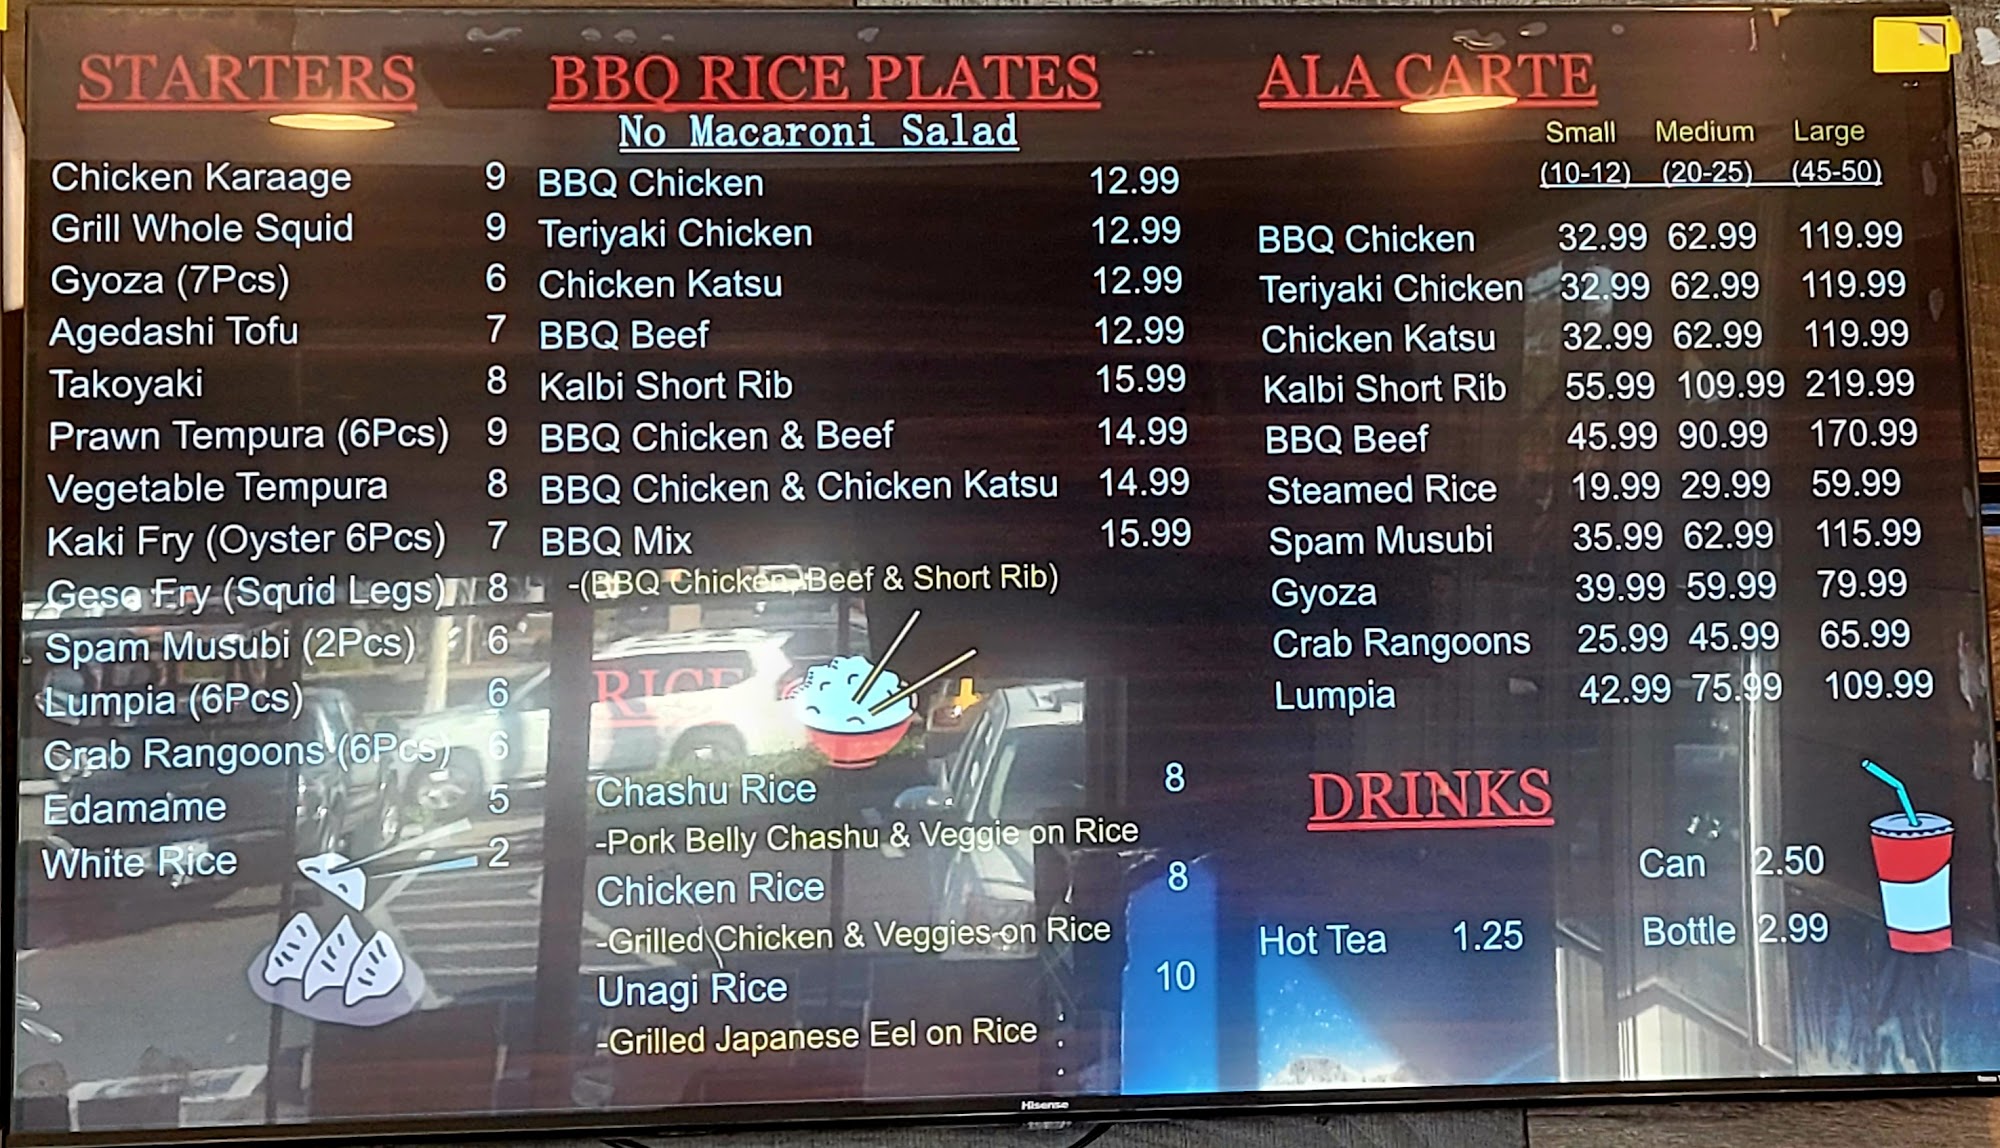 STARTERS
Chicken Karaage 9
Grill Whole Squid 9
Gyoza (7Pcs) 6
Agedashi Tofu 7
Takoyaki 8
Prawn Tempura (6Pcs) 9
Vegetable Tempura 8
Kaki Fry (Oyster 6Pcs) 7
Geso Fry (Squid Legs) 8
Spam Musubi (2Pcs) 6
Lumpia (6Pcs) 6
Crab Rangoons (6Pcs) 6
Edamame 5
White Rice 2
BBQ RICE PLATES
No Macaroni Salad
BBQ Chicken 12.99
Teriyaki Chicken 12.99
Chicken Katsu 12.99
BBQ Beef 12.99
Kalbi Short Rib 15.99
BBQ Chicken & Beef 14.99
BBQ Chicken & Chicken Katsu 14.99
BBQ Mix 15.99
-(BBQ Chicken, Beef & Short Rib)
RICE
Chashu Rice 8
-Pork Belly Chashu & Veggie on Rice
Chicken Rice 8
-Grilled Chicken & Veggies on Rice
Unagi Rice 10
-Grilled Japanese Eel on Rice
ALA CARTE
Small Medium Large
(10-12) (20-25) (45-50)
BBQ Chicken 32.99 62.99 119.99
Teriyaki Chicken 32.99 62.99 119.99
Chicken Katsu 32.99 62.99 119.99
Kalbi Short Rib 55.99 109.99 219.99
BBQ Beef 45.99 90.99 170.99
Steamed Rice 19.99 29.99 59.99
Spam Musubi 35.99 62.99 115.99
Gyoza 39.99 59.99 79.99
Crab Rangoons 25.99 45.99 65.99
Lumpia 42.99 75.99 109.99
DRINKS
Can 2.50
Hot Tea 1.25 Bottle 2.99
Hisense